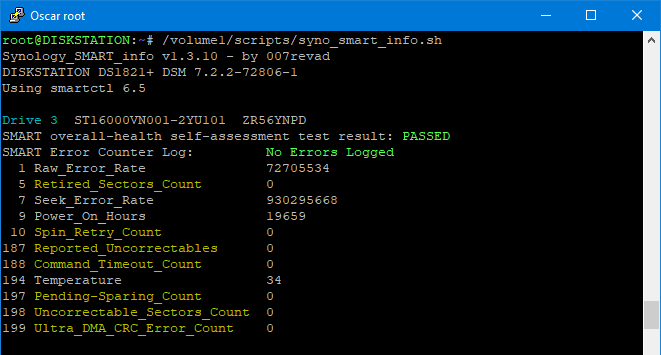 Oscar root
root@DISKSTATION:~# /volume1/scripts/syno_smart_info.sh
Synology_SMART_info v1.3.10 - by 007revad
DISKSTATION DS1821+ DSM 7.2.2-72806-1
Using smartctl 6.5
Drive 3  ST16000VN001-2YU101  ZR56YNPD
SMART overall-health self-assessment test result: PASSED
SMART Error Counter Log:         No Errors Logged
  1 Raw_Error_Rate               72705534
  5 Retired_Sectors_Count        0
  7 Seek_Error_Rate              930295668
  9 Power_On_Hours               19659
 10 Spin_Retry_Count             0
187 Reported_Uncorrectables      0
188 Command_Timeout_Count        0
194 Temperature                  34
197 Pending-Sparing_Count        0
198 Uncorrectable_Sectors_Count  0
199 Ultra_DMA_CRC_Error_Count    0